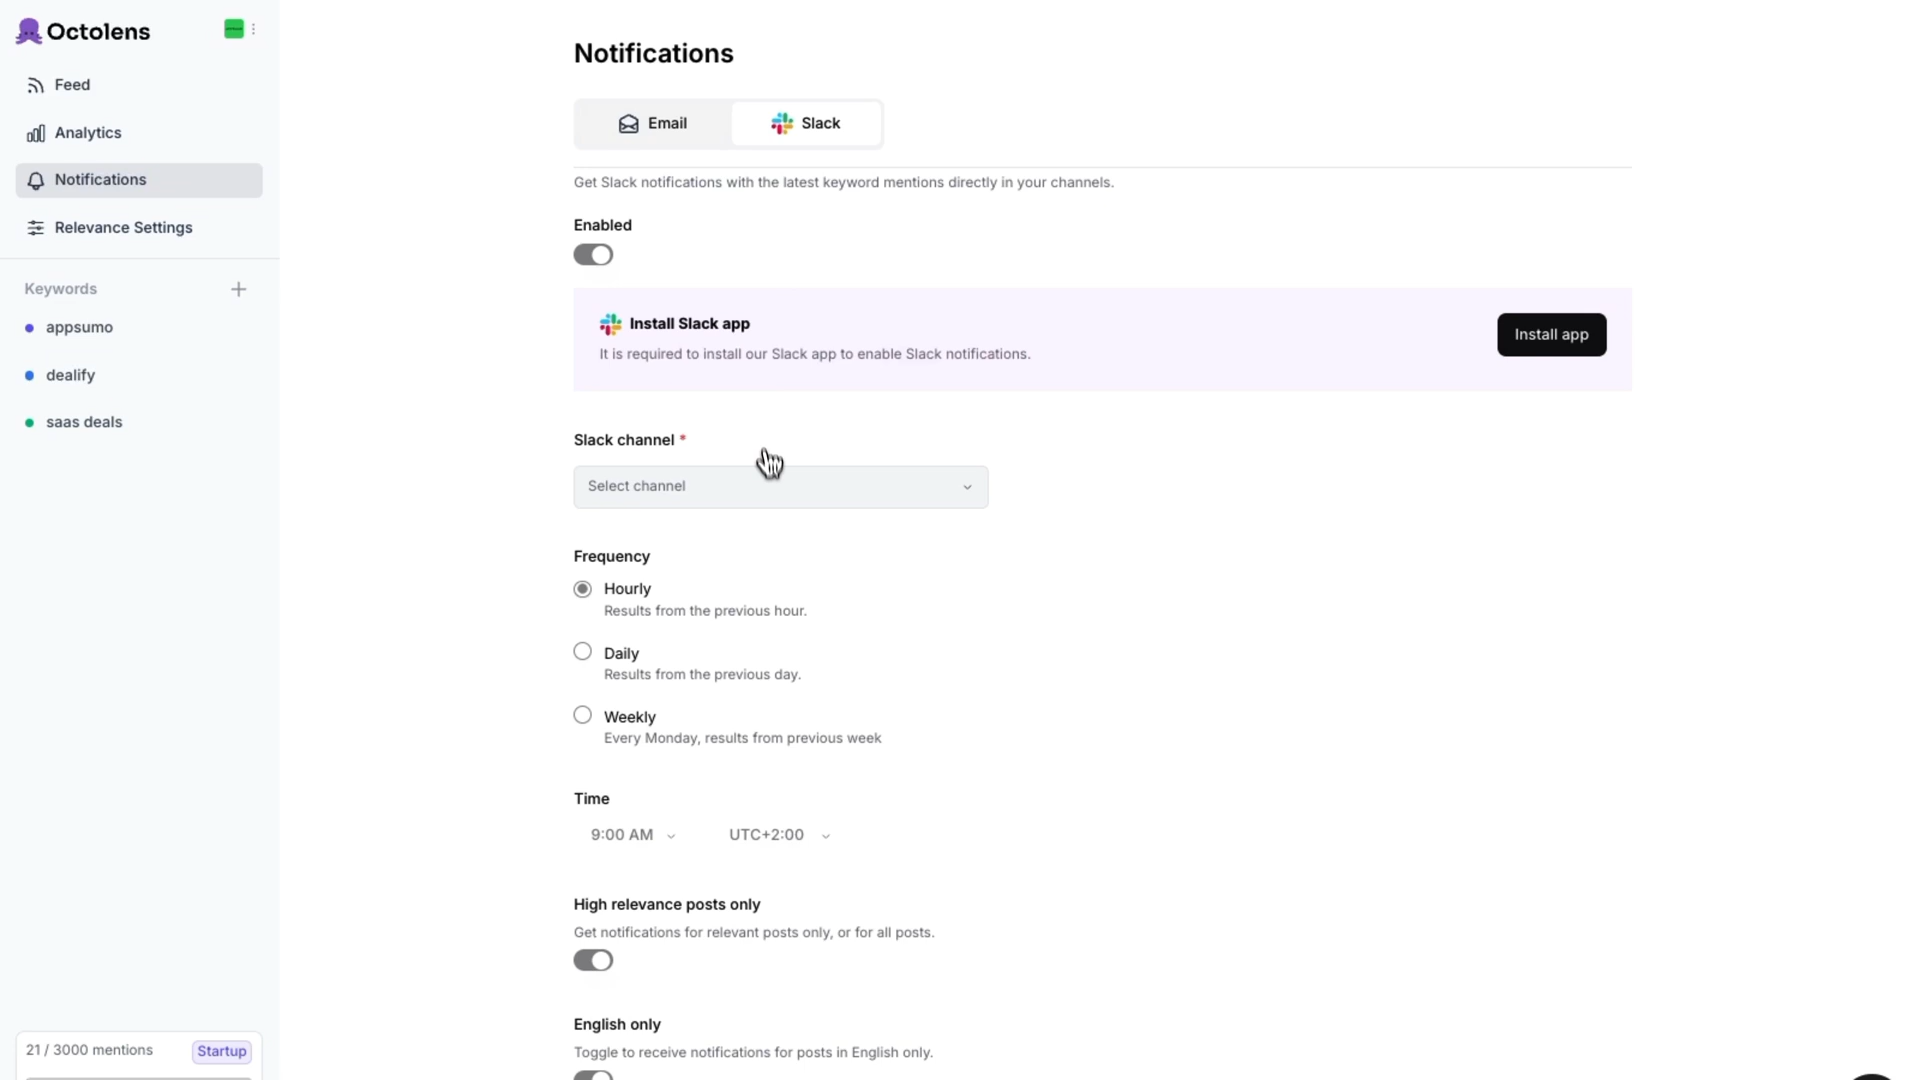 Octolens
Feed
Analytics
Notifications
Relevance Settings
Keywords
appsumo
dealify
saas deals
21 / 3000 mentions
Startup
Notifications
Email
Slack
Get Slack notifications with the latest keyword mentions directly in your channels.
Enabled
Install Slack app
It is required to install our Slack app to enable Slack notifications.
Install app
Slack channel *
Select channel
Frequency
Hourly
Results from the previous hour.
Daily
Results from the previous day.
Weekly
Every Monday, results from previous week
Time
9:00 AM
UTC+2:00
High relevance posts only
Get notifications for relevant posts only, or for all posts.
English only
Toggle to receive notifications for posts in English only.